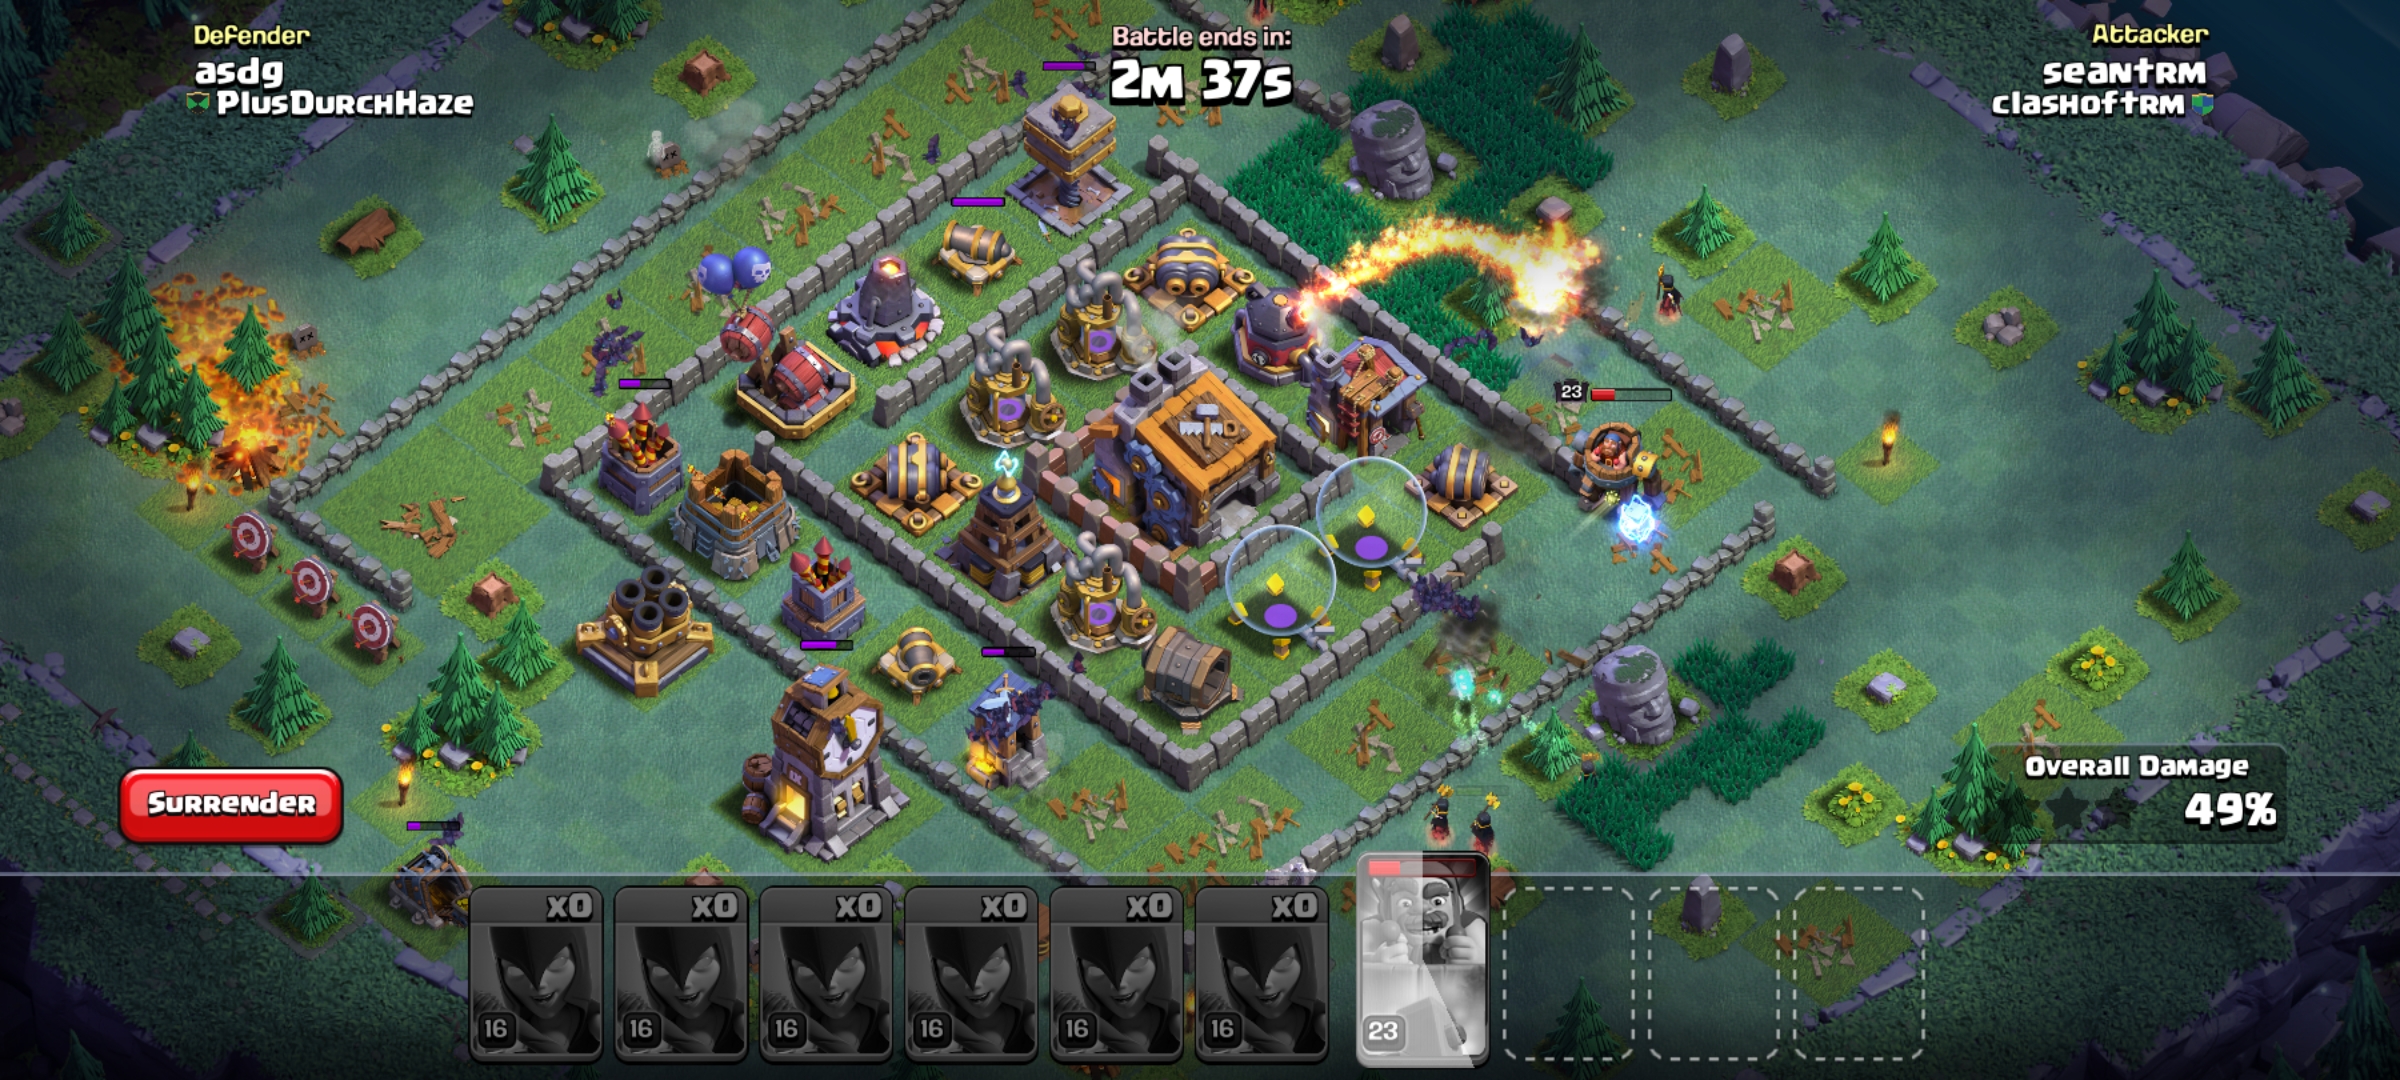 Defender
asdg
PlusDurchHaze
Battle ends in:
2M 37s
Attacker
seantRM
clashoftRM
23
Surrender
Overall Damage
49%
x0
x0
x0
x0
x0
x0
16
16
16
16
16
16
23